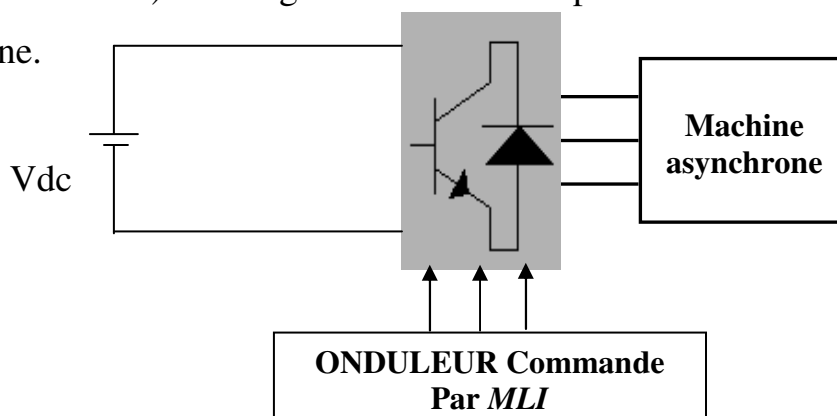 ne.
Vdc
Machine
asynchrone
ONDULEUR Commande
Par MLI